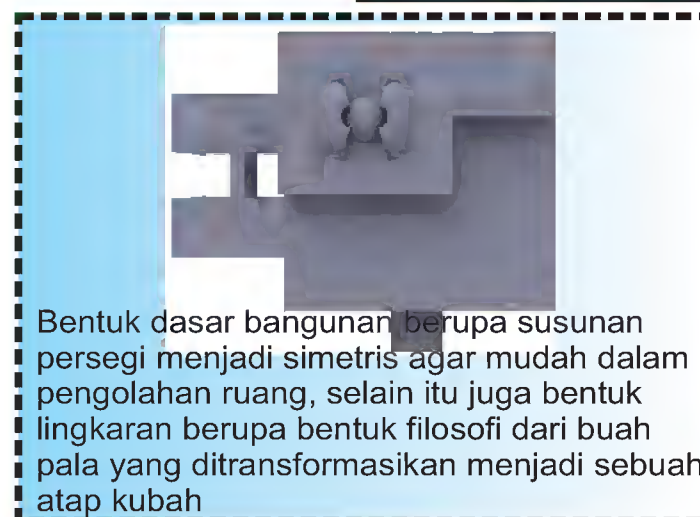 Bentuk dasar bangunan berupa susunan
persegi menjadi simetris agar mudah dalam
pengolahan ruang, selain itu juga bentuk
lingkaran berupa bentuk filosofi dari buah
pala yang ditransformasikan menjadi sebuah
atap kubah